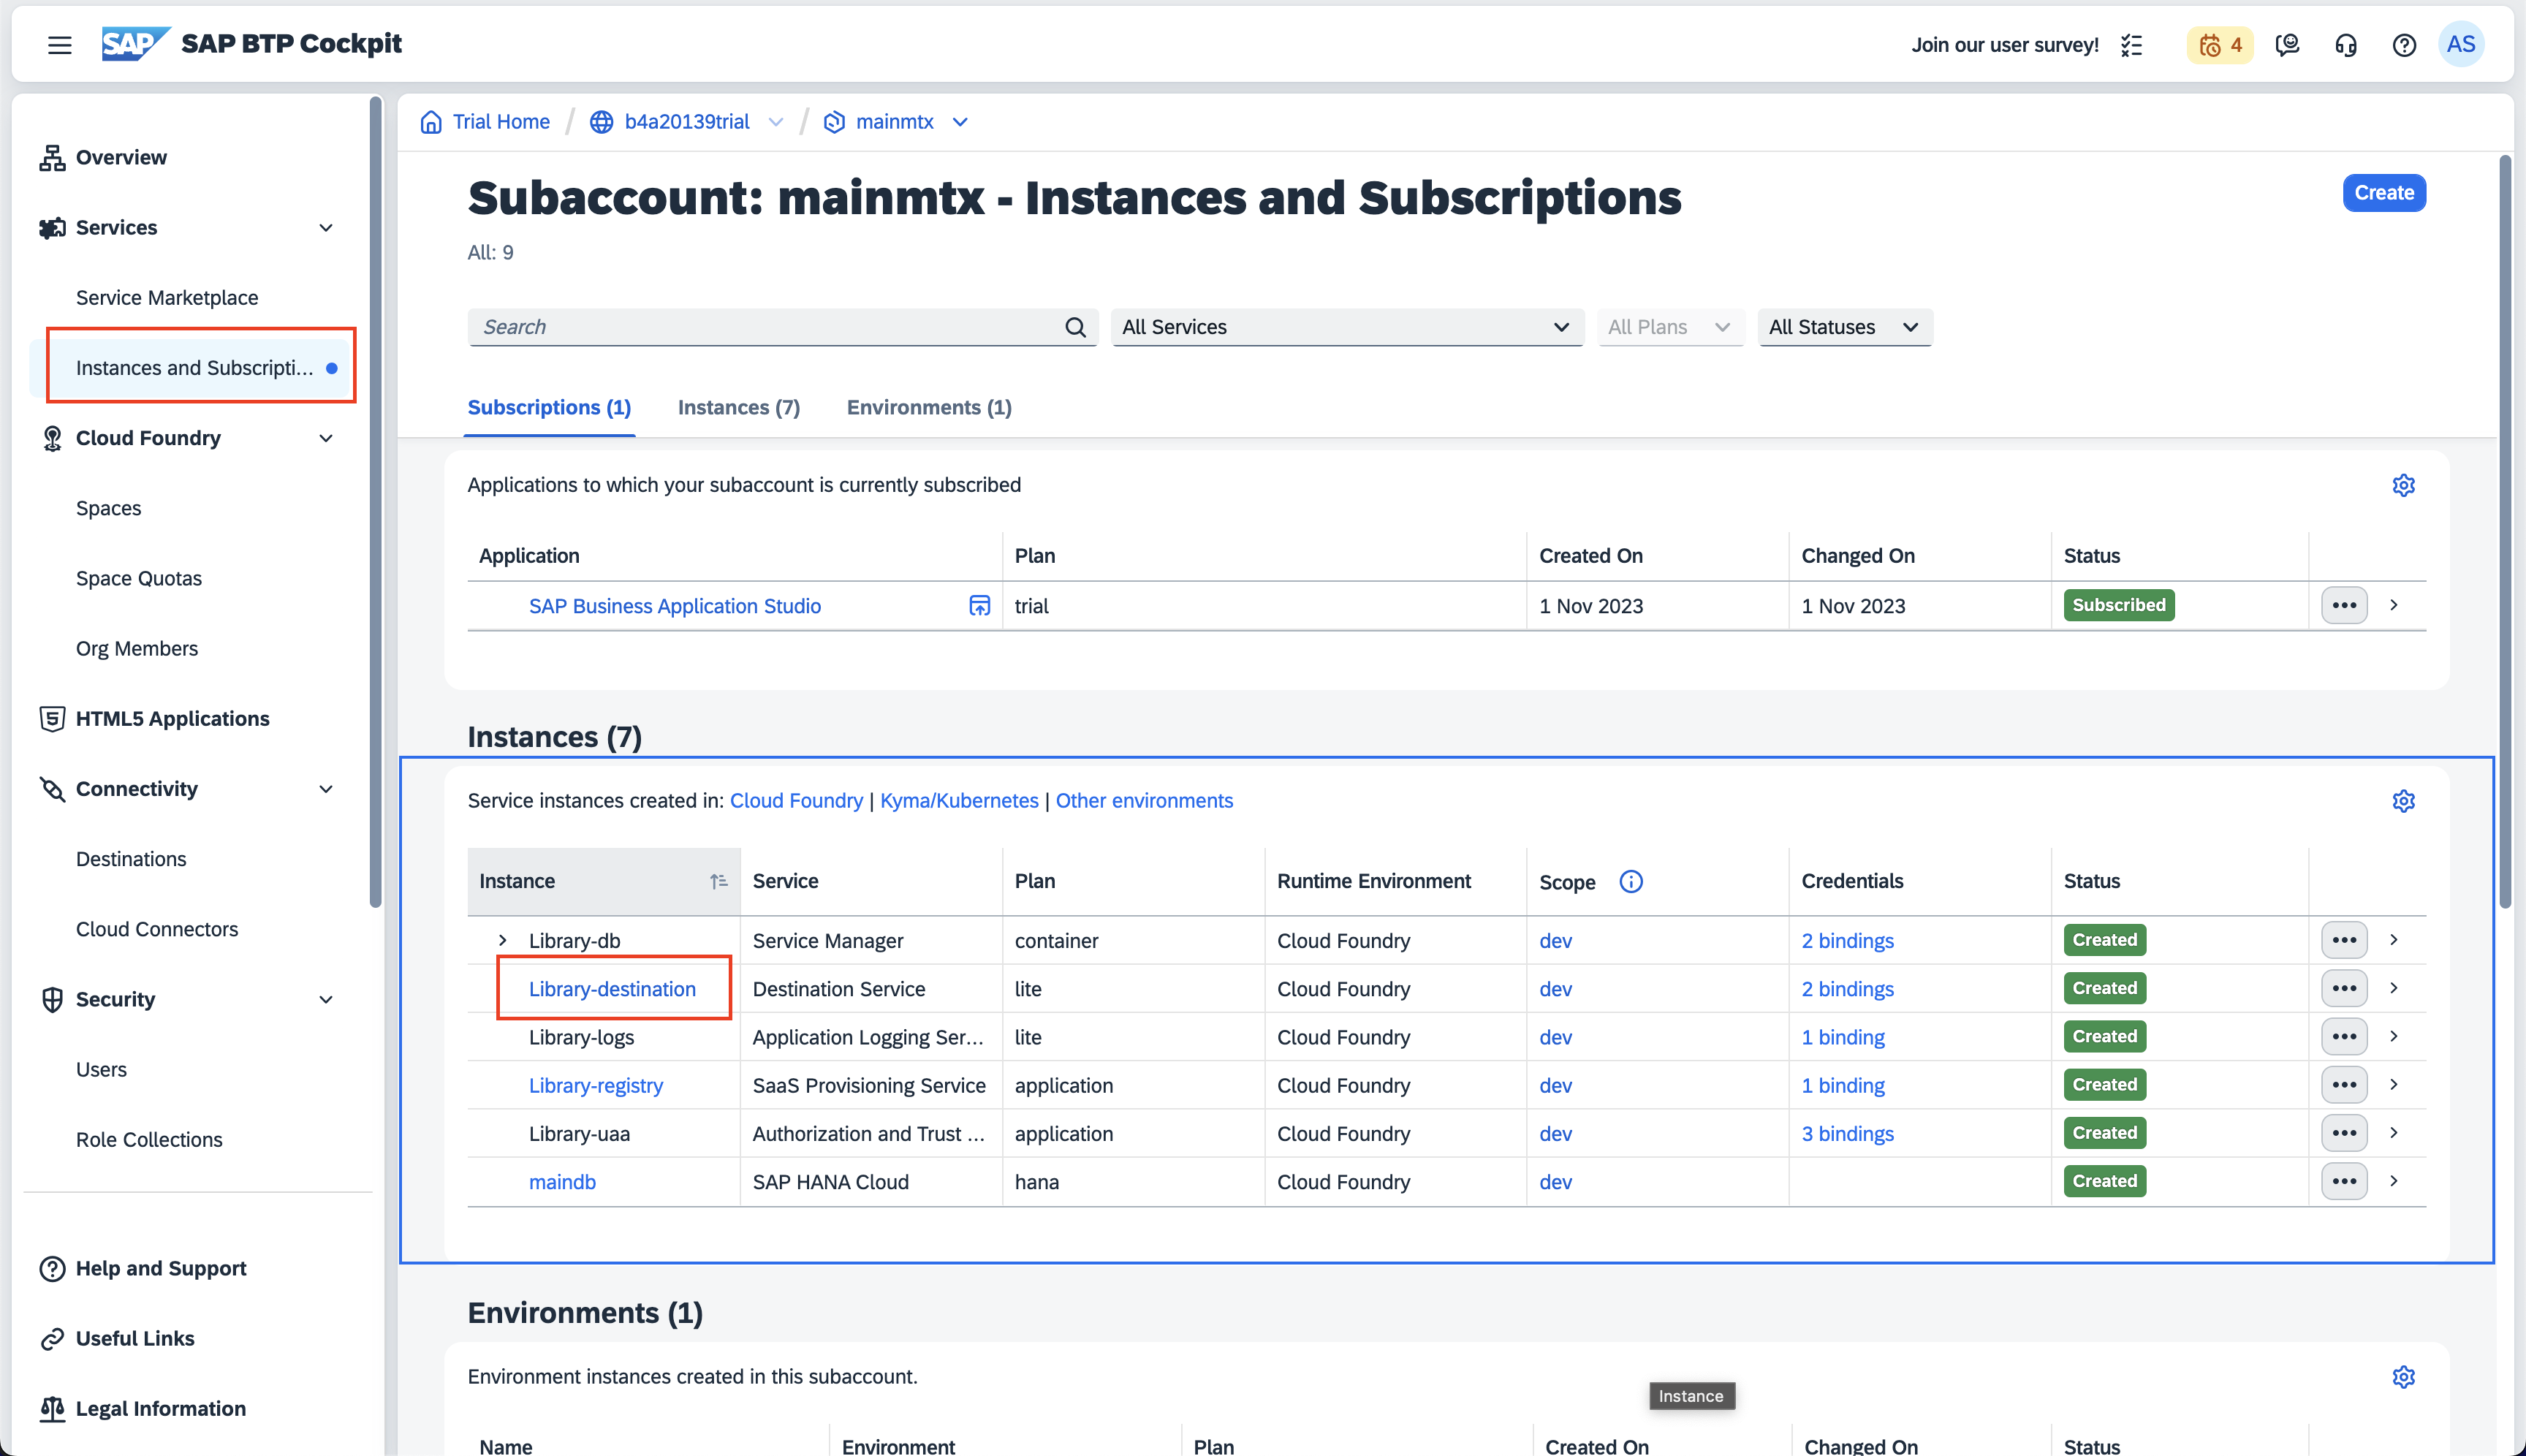 SAP SAP BTP Cockpit
Join our user survey! 4 AS
Trial Home / b4a20139trial / mainmtx
Overview
Services
Service Marketplace
Instances and Subscripti...
Cloud Foundry
Spaces
Space Quotas
Org Members
HTML5 Applications
Connectivity
Destinations
Cloud Connectors
Security
Users
Role Collections
Help and Support
Useful Links
Legal Information
Subaccount: mainmtx - Instances and Subscriptions
Create
All: 9
Search All Services All Plans All Statuses
Subscriptions (1) Instances (7) Environments (1)
Applications to which your subaccount is currently subscribed
Application Plan Created On Changed On Status
SAP Business Application Studio trial 1 Nov 2023 1 Nov 2023 Subscribed
Instances (7)
Service instances created in: Cloud Foundry | Kyma/Kubernetes | Other environments
Instance Service Plan Runtime Environment Scope Credentials Status
Library-db Service Manager container Cloud Foundry dev 2 bindings Created
Library-destination Destination Service lite Cloud Foundry dev 2 bindings Created
Library-logs Application Logging Ser... lite Cloud Foundry dev 1 binding Created
Library-registry SaaS Provisioning Service application Cloud Foundry dev 1 binding Created
Library-uaa Authorization and Trust ... application Cloud Foundry dev 3 bindings Created
maindb SAP HANA Cloud hana Cloud Foundry dev Created
Environments (1)
Environment instances created in this subaccount.
Instance
Name Environment Plan Created On Changed On Status